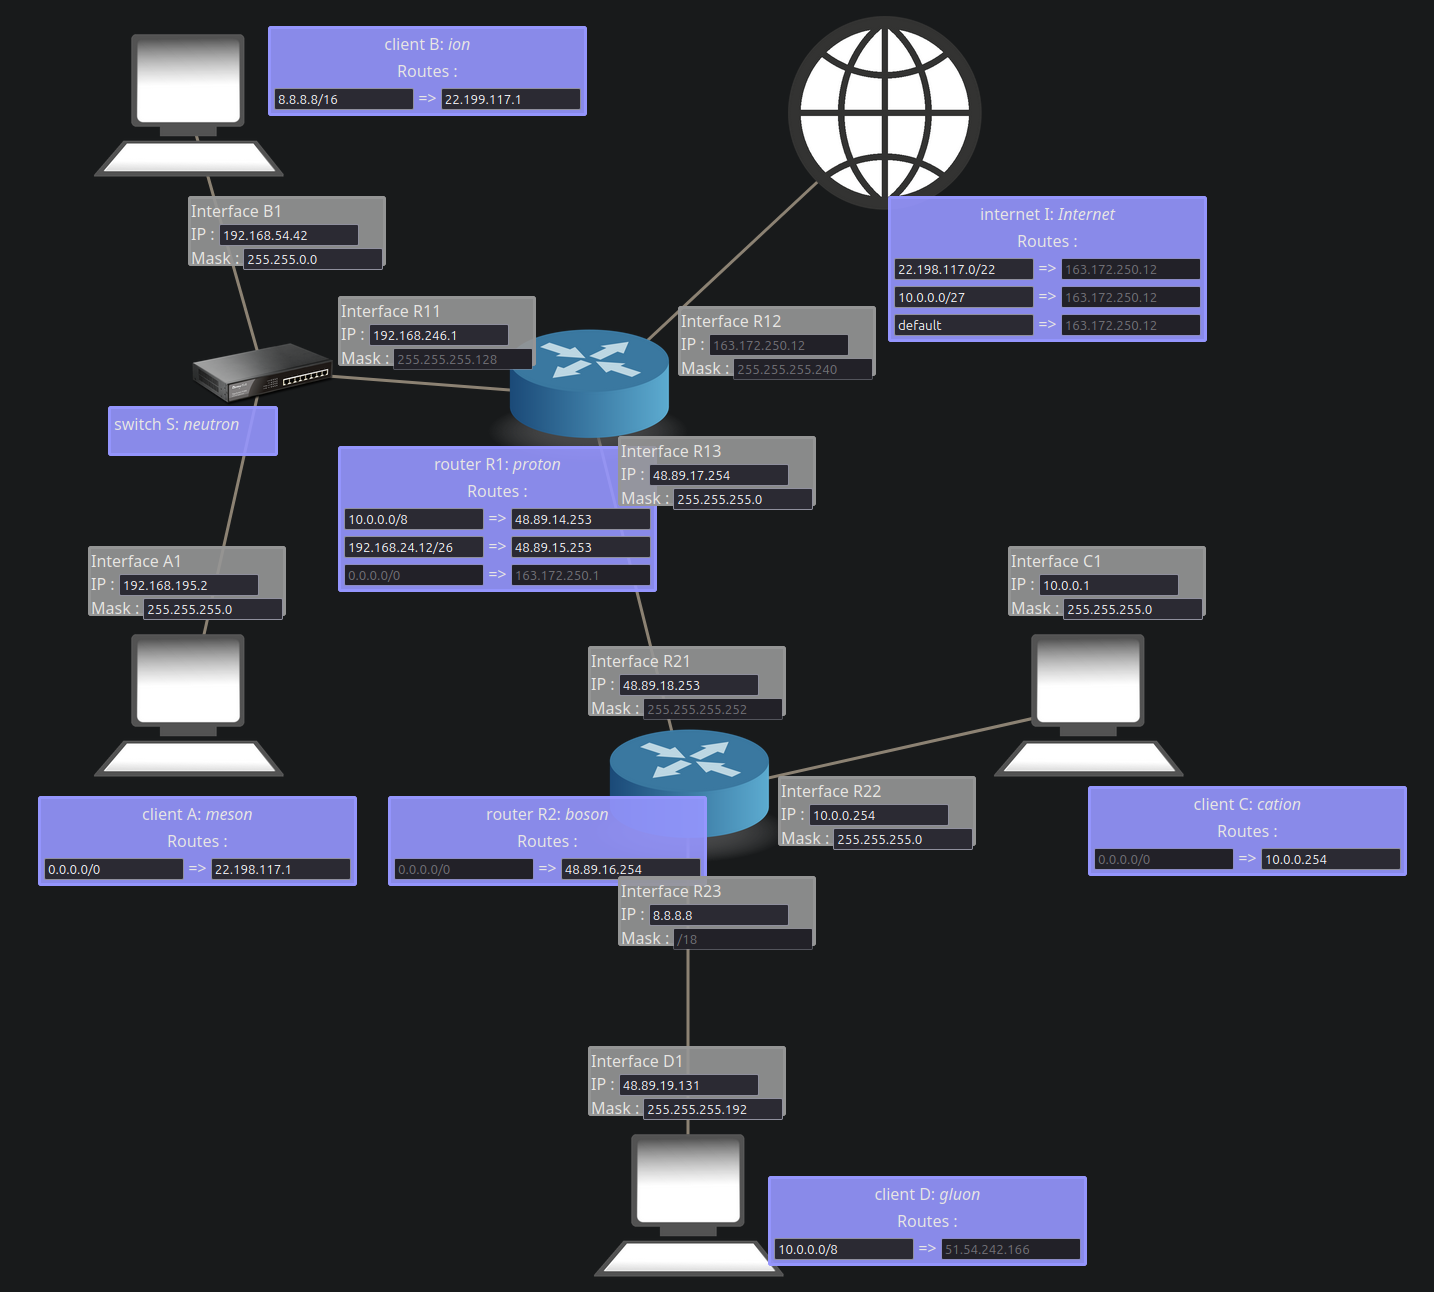 client B: ion
Routes :
8.8.8.8/16 => 22.199.117.1
Interface B1
IP : 192.168.54.42
Mask : 255.255.0.0
internet I: Internet
Routes :
22.198.117.0/22 => 163.172.250.12
10.0.0.0/27 => 163.172.250.12
default => 163.172.250.12
Interface R11
IP : 192.168.246.1
Mask : 255.255.255.128
Interface R12
IP : 163.172.250.12
Mask : 255.255.255.240
switch S: neutron
Interface R13
IP : 48.89.17.254
Mask : 255.255.255.0
router R1: proton
Routes :
10.0.0.0/8 => 48.89.14.253
192.168.24.12/26 => 48.89.15.253
0.0.0.0/0 => 163.172.250.1
Interface A1
IP : 192.168.195.2
Mask : 255.255.255.0
Interface C1
IP : 10.0.0.1
Mask : 255.255.255.0
Interface R21
IP : 48.89.18.253
Mask : 255.255.255.252
Interface R22
IP : 10.0.0.254
Mask : 255.255.255.0
client A: meson
Routes :
0.0.0.0/0 => 22.198.117.1
router R2: boson
Routes :
0.0.0.0/0 => 48.89.16.254
client C: cation
Routes :
0.0.0.0/0 => 10.0.0.254
Interface R23
IP : 8.8.8.8
Mask : /18
Interface D1
IP : 48.89.19.131
Mask : 255.255.255.192
client D: gluon
Routes :
10.0.0.0/8 => 51.54.242.166